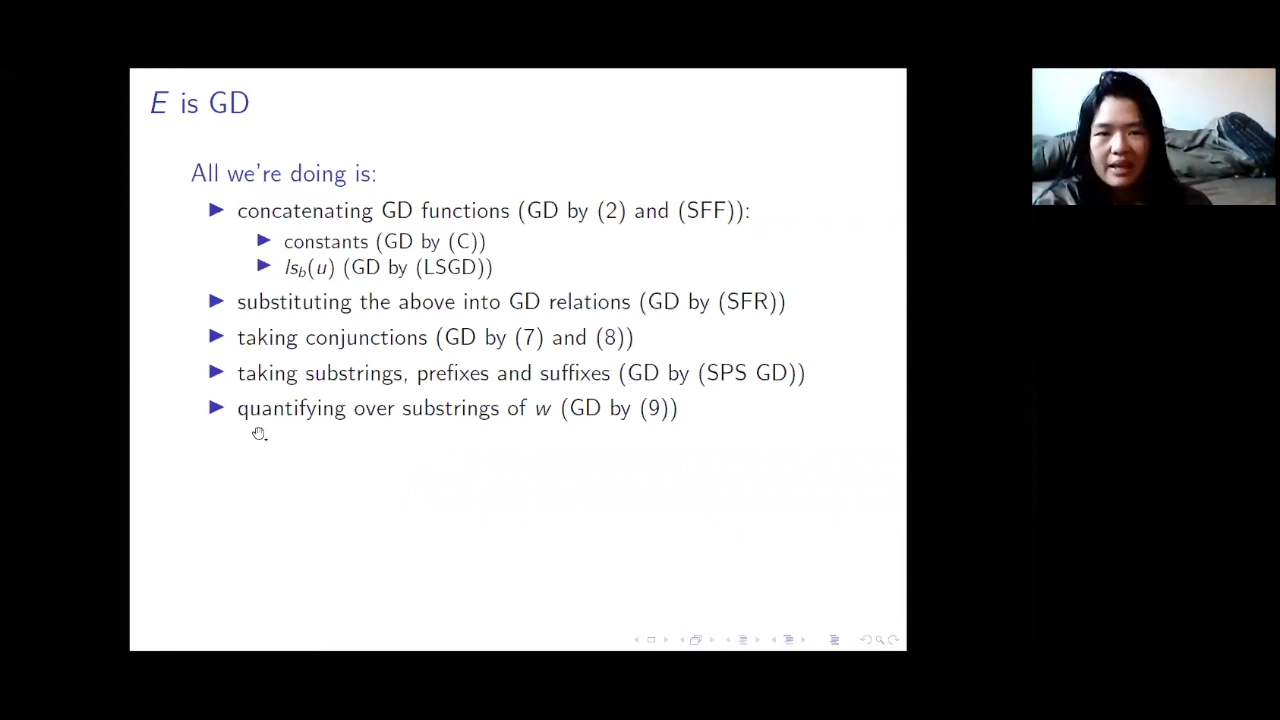 E is GD
All we're doing is:
▶ concatenating GD functions (GD by (2) and (SFF)):
▶ constants (GD by (C))
▶ ls_b(u) (GD by (LSGD))
▶ substituting the above into GD relations (GD by (SFR))
▶ taking conjunctions (GD by (7) and (8))
▶ taking substrings, prefixes and suffixes (GD by (SPS GD))
▶ quantifying over substrings of w (GD by (9))